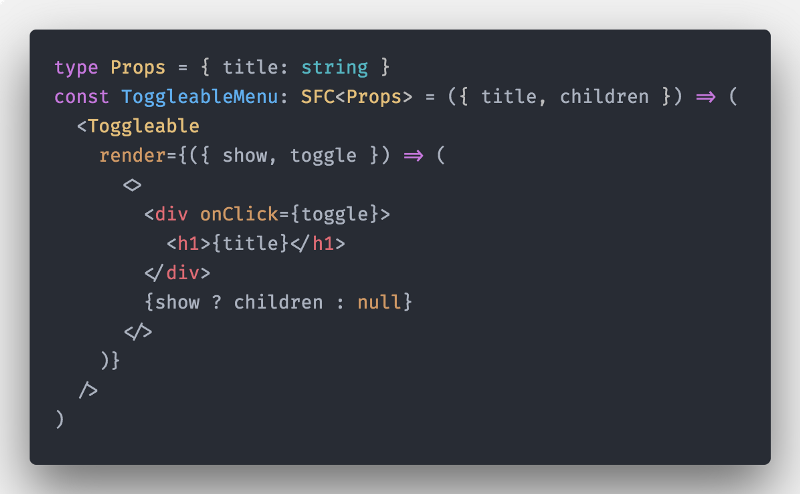 type Props = { title: string }
const ToggleableMenu: SFC<Props> = ({ title, children }) => (
  <Toggleable
    render={({ show, toggle }) => (
      <>
        <div onClick={toggle}>
          <h1>{title}</h1>
        </div>
        {show ? children : null}
      </>
    )}
  />
)